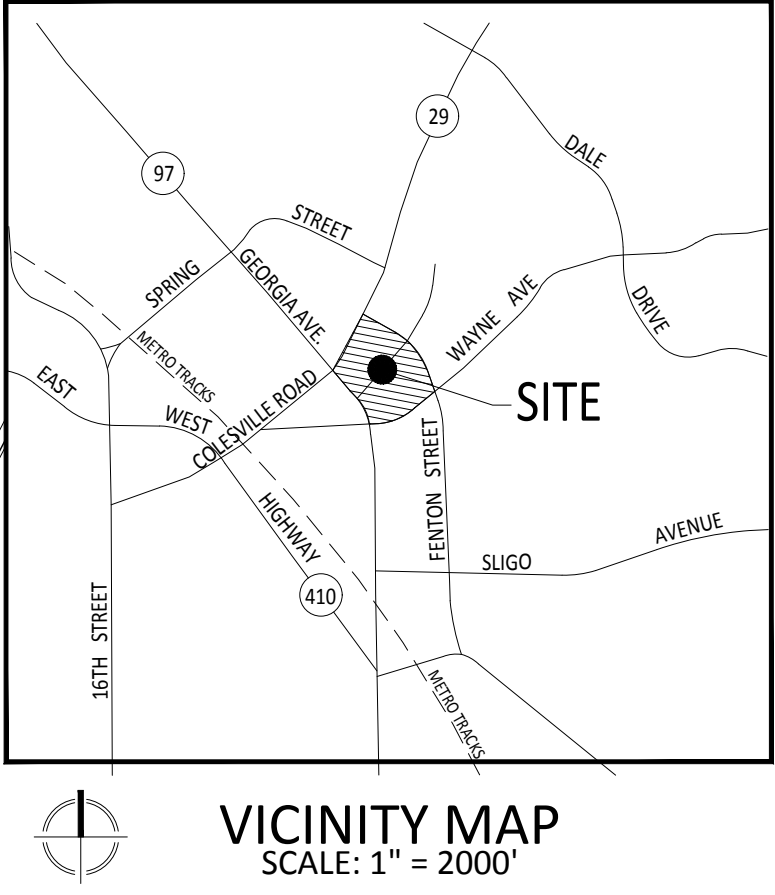 29
DALE
97
STREET
SPRING
GEORGIA AVE.
WAYNE AVE
DRIVE
METRO TRACKS
EAST
WEST
COLESVILLE ROAD
SITE
FENTON STREET
HIGHWAY
AVENUE
SLIGO
410
16TH STREET
METRO TRACKS
VICINITY MAP
SCALE: 1" = 2000'